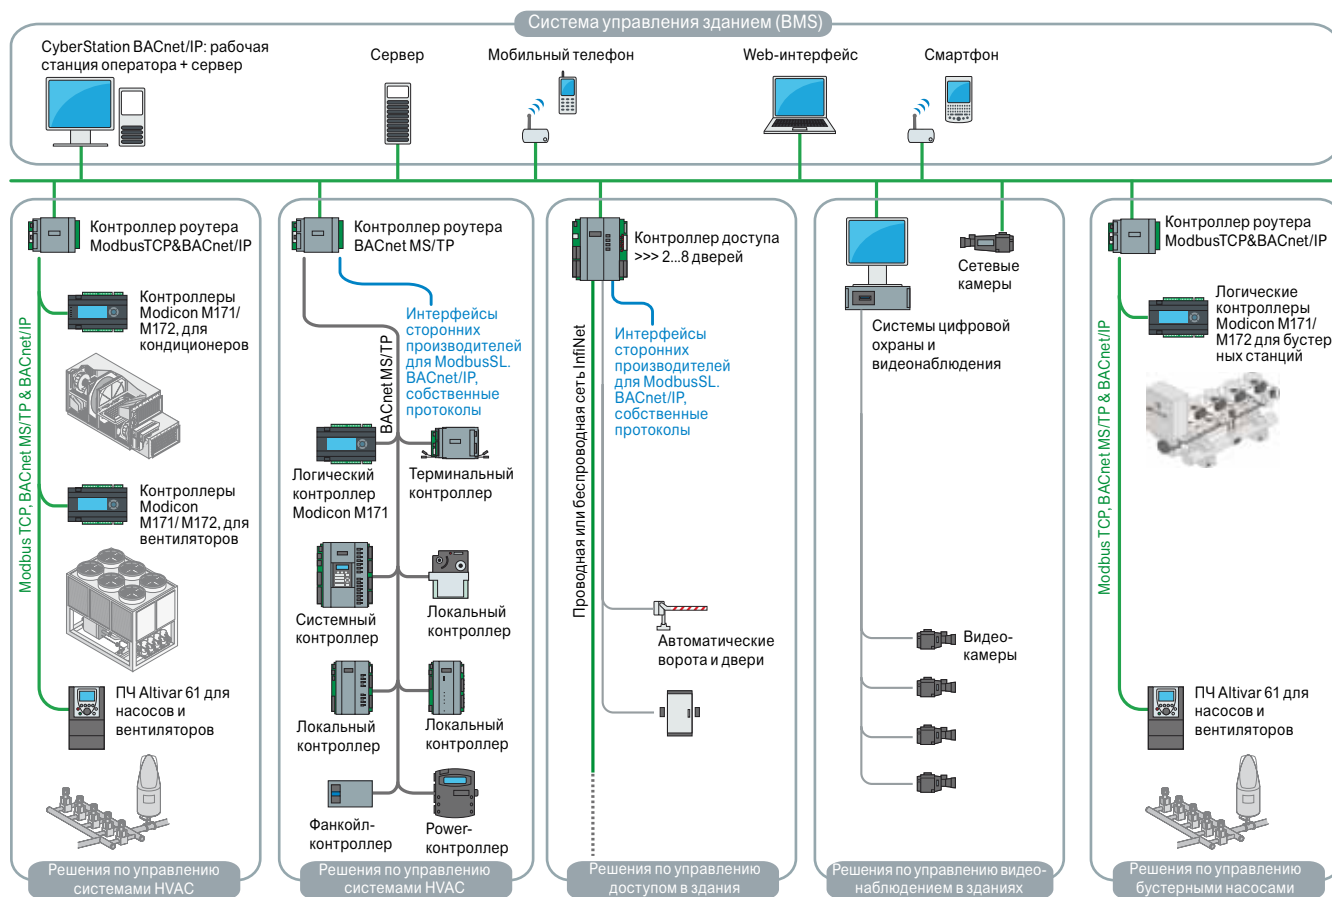 Система управления зданием (BMS)
CyberStation BACnet/IP: рабочая
станция оператора + сервер
Сервер
Мобильный телефон
Web-интерфейс
Смартфон
Контроллер роутера
ModbusTCP&BACnet/IP
Modbus TCP, BACnet MS/TP & BACnet/IP
Контроллеры
Modicon M171/
M172, для
кондиционеров
Контроллеры
Modicon
M171/ M172, для
вентиляторов
ПЧ Altivar 61 для
насосов и
вентиляторов
Решения по управлению
системами HVAC
Контроллер роутера
BACnet MS/TP
BACnet MS/TP
Интерфейсы
сторонних
производителей
для ModbusSL.
BACnet/IP,
собственные
протоколы
Логический
контроллер
Modicon M171
Терминальный
контроллер
Системный
контроллер
Локальный
контроллер
Локальный
контроллер
Локальный
контроллер
Фанкойл-
контроллер
Power-
контроллер
Решения по управлению
системами HVAC
Контроллер доступа
>>> 2...8 дверей
Проводная или беспроводная сеть InfiNet
Интерфейсы
сторонних
производителей
для ModbusSL.
BACnet/IP,
собственные
протоколы
Автоматические
ворота и двери
Решения по управлению
доступом в здания
Сетевые
камеры
Системы цифровой
охраны и
видеонаблюдения
Видео-
камеры
Решения по управлению видео-
наблюдением в зданиях
Контроллер роутера
ModbusTCP&BACnet/IP
Modbus TCP, BACnet MS/TP & BACnet/IP
Логические
контроллеры
Modicon M171/
M172 для бустер
ных станций
ПЧ Altivar 61 для
насосов и
вентиляторов
Решения по управлению
бустерными насосами